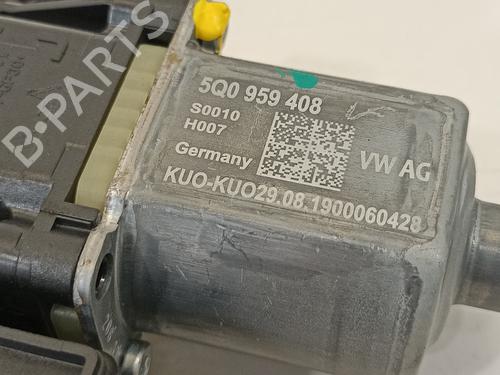 5Q0 959 408
S0010
H007
Germany
VW AG
KUO-KUO29.08.1900060428
B-PARTS